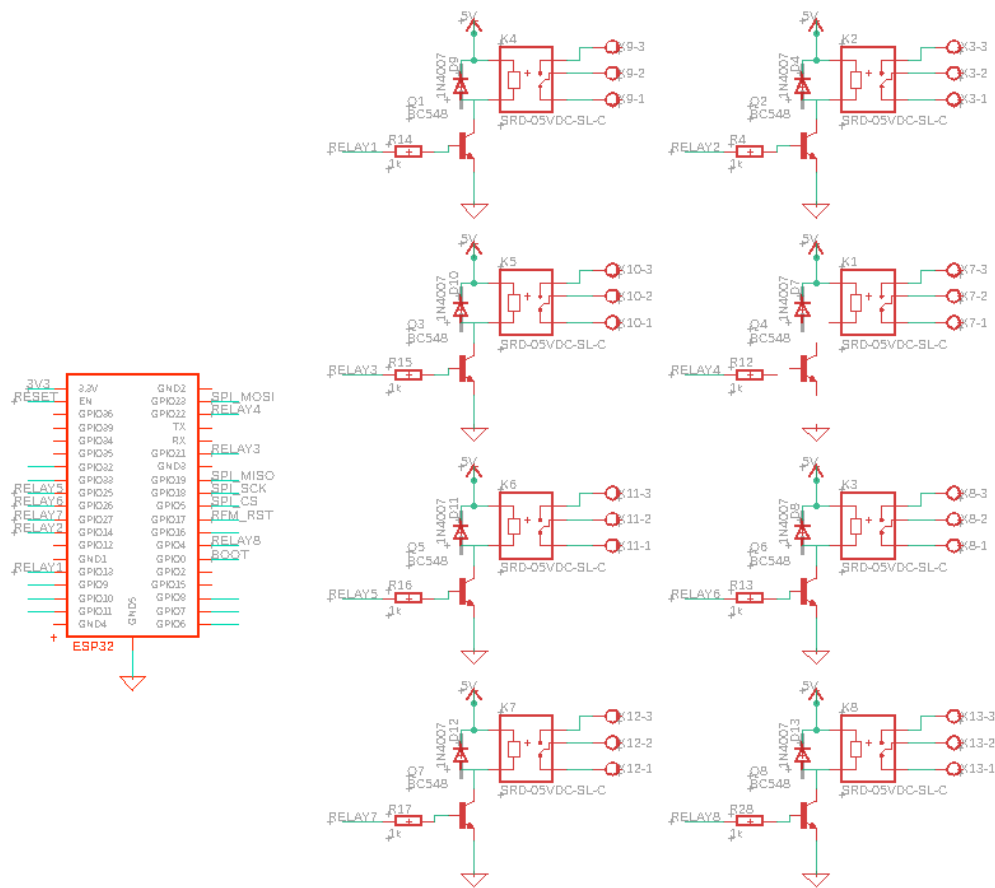 5V
K4
X9-3
1N4007
D9
X9-2
X9-1
Q1
BC548
SRD-05VDC-SL-C
RELAY1
R14
1k
5V
K2
X3-3
1N4007
D4
X3-2
X3-1
Q2
BC548
SRD-05VDC-SL-C
RELAY2
R4
1k
5V
K5
X10-3
1N4007
D10
X10-2
X10-1
Q3
BC548
SRD-05VDC-SL-C
RELAY3
R15
1k
5V
K1
X7-3
1N4007
D7
X7-2
X7-1
Q4
BC548
SRD-05VDC-SL-C
RELAY4
R12
1k
5V
K6
X11-3
1N4007
D11
X11-2
X11-1
Q5
BC548
SRD-05VDC-SL-C
RELAY5
R16
1k
5V
K3
X8-3
1N4007
D8
X8-2
X8-1
Q6
BC548
SRD-05VDC-SL-C
RELAY6
R13
1k
5V
K7
X12-3
1N4007
D12
X12-2
X12-1
Q7
BC548
SRD-05VDC-SL-C
RELAY7
R17
1k
5V
K8
X13-3
1N4007
D13
X13-2
X13-1
Q8
BC548
SRD-05VDC-SL-C
RELAY8
R28
1k
3V3 3.3V GND2
RESET EN GPIO23 SPI_MOSI
GPIO36 GPIO22 RELAY4
GPIO39 TX
GPIO34 RX
GPIO35 GPIO21 RELAY3
GPIO32 GND3
GPIO33 GPIO19 SPI_MISO
RELAY5 GPIO25 GPIO18 SPI_SCK
RELAY6 GPIO26 GPIO5 SPI_CS
RELAY7 GPIO27 GPIO17 RFM_RST
RELAY2 GPIO14 GPIO16
GPIO12 GPIO4 RELAY8
GND1 GPIO0 BOOT
RELAY1 GPIO13 GPIO2
GPIO9 GPIO15
GPIO10 GPIO8
GPIO11 GPIO7
GND4 GND5 GPIO6
ESP32